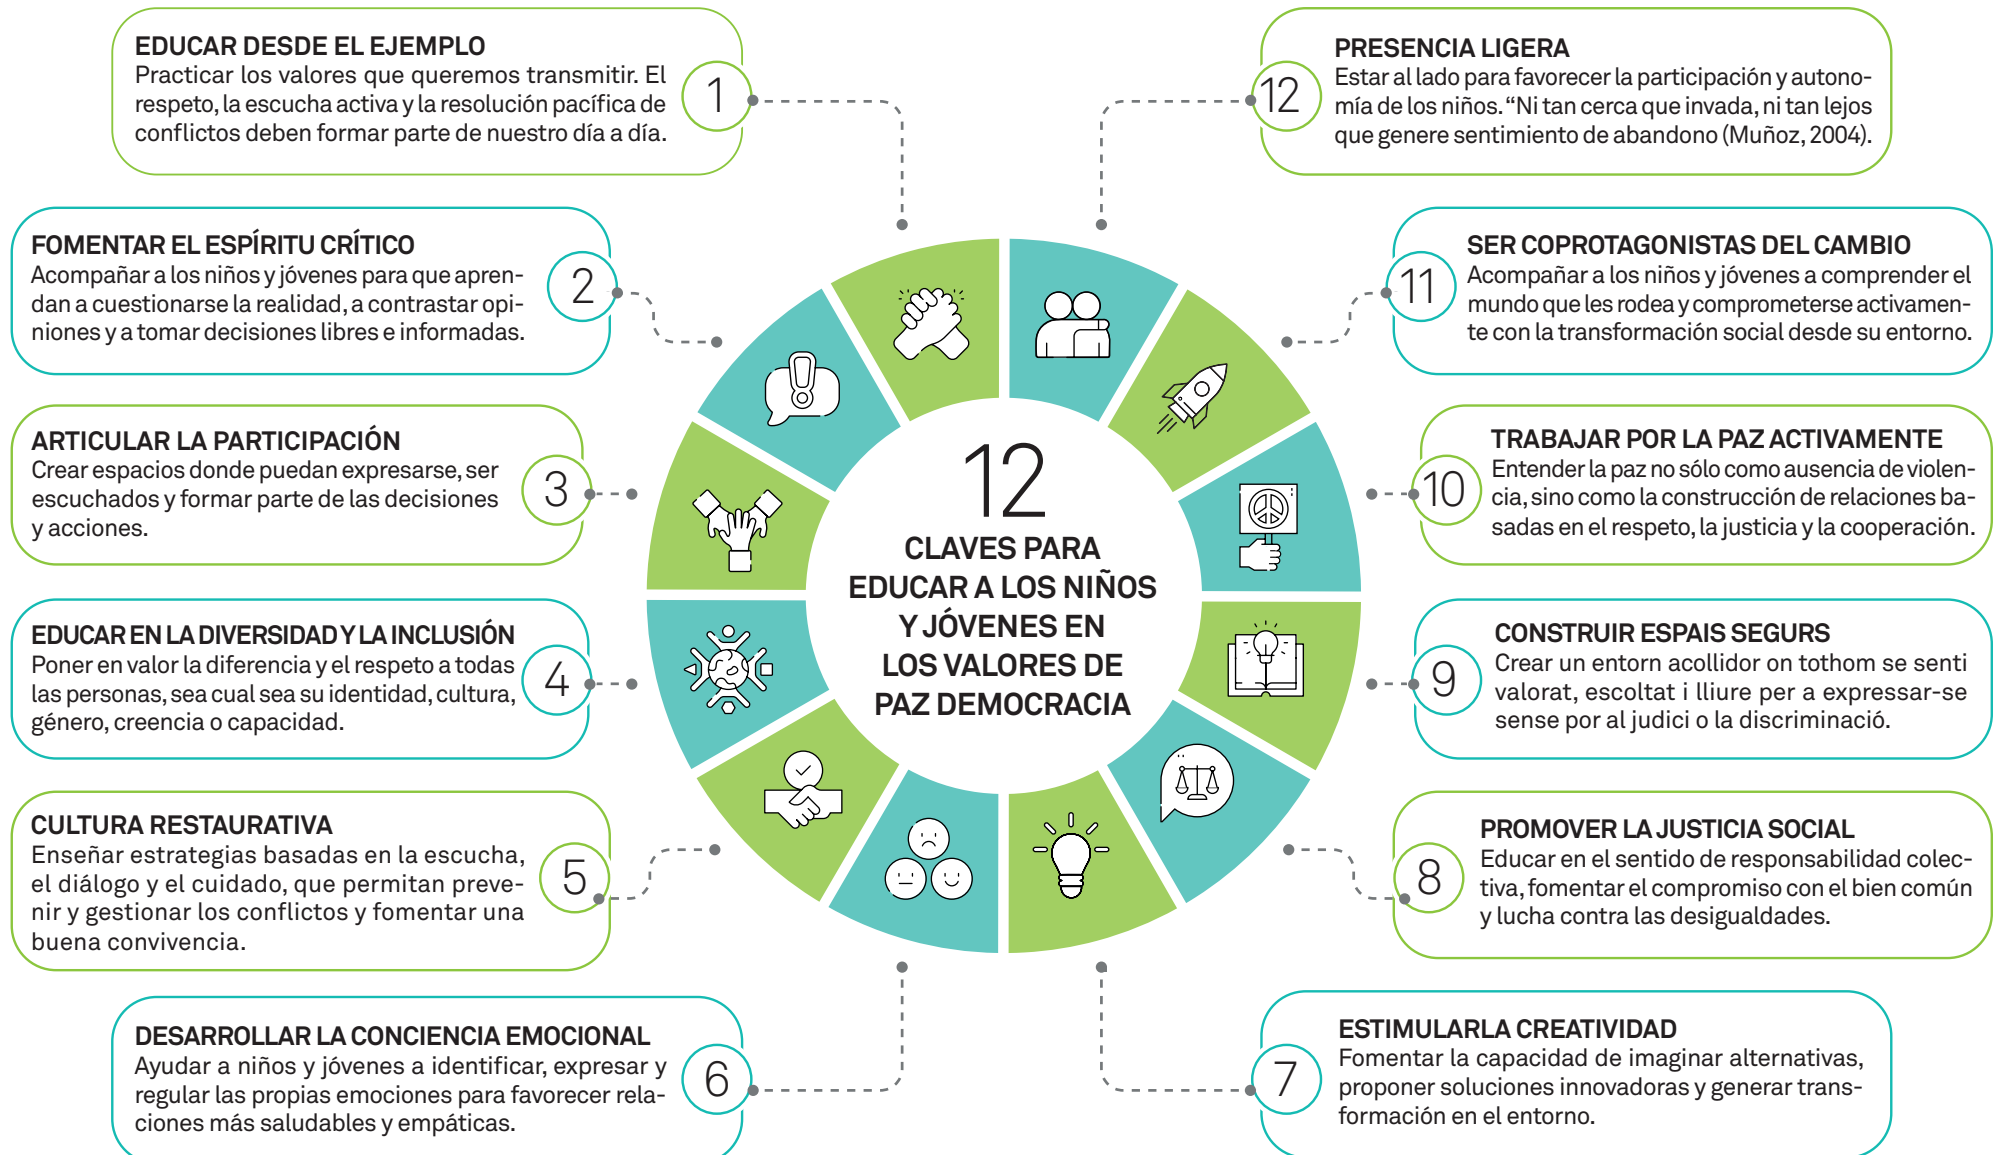 12
CLAVES PARA
EDUCAR A LOS NIÑOS
Y JÓVENES EN
LOS VALORES DE
PAZ DEMOCRACIA
1
EDUCAR DESDE EL EJEMPLO
Practicar los valores que queremos transmitir. El
respeto, la escucha activa y la resolución pacífica de
conflictos deben formar parte de nuestro día a día.
2
FOMENTAR EL ESPÍRITU CRÍTICO
Acompañar a los niños y jóvenes para que apren-
dan a cuestionarse la realidad, a contrastar opi-
niones y a tomar decisiones libres e informadas.
3
ARTICULAR LA PARTICIPACIÓN
Crear espacios donde puedan expresarse, ser
escuchados y formar parte de las decisiones
y acciones.
4
EDUCAR EN LA DIVERSIDAD Y LA INCLUSIÓN
Poner en valor la diferencia y el respeto a todas
las personas, sea cual sea su identidad, cultura,
género, creencia o capacidad.
5
CULTURA RESTAURATIVA
Enseñar estrategias basadas en la escucha,
el diálogo y el cuidado, que permitan preve-
nir y gestionar los conflictos y fomentar una
buena convivencia.
6
DESARROLLAR LA CONCIENCIA EMOCIONAL
Ayudar a niños y jóvenes a identificar, expresar y
regular las propias emociones para favorecer rela-
ciones más saludables y empáticas.
7
ESTIMULARLA CREATIVIDAD
Fomentar la capacidad de imaginar alternativas,
proponer soluciones innovadoras y generar trans-
formación en el entorno.
8
PROMOVER LA JUSTICIA SOCIAL
Educar en el sentido de responsabilidad colec-
tiva, fomentar el compromiso con el bien común
y lucha contra las desigualdades.
9
CONSTRUIR ESPAIS SEGURS
Crear un entorn acollidor on tothom se senti
valorat, escoltat i lliure per a expressar-se
sense por al judici o la discriminació.
10
TRABAJAR POR LA PAZ ACTIVAMENTE
Entender la paz no sólo como ausencia de violen-
cia, sino como la construcción de relaciones ba-
sadas en el respeto, la justicia y la cooperación.
11
SER COPROTAGONISTAS DEL CAMBIO
Acompañar a los niños y jóvenes a comprender el
mundo que les rodea y comprometerse activamen-
te con la transformación social desde su entorno.
12
PRESENCIA LIGERA
Estar al lado para favorecer la participación y autono-
mía de los niños. “Ni tan cerca que invada, ni tan lejos
que genere sentimiento de abandono (Muñoz, 2004).